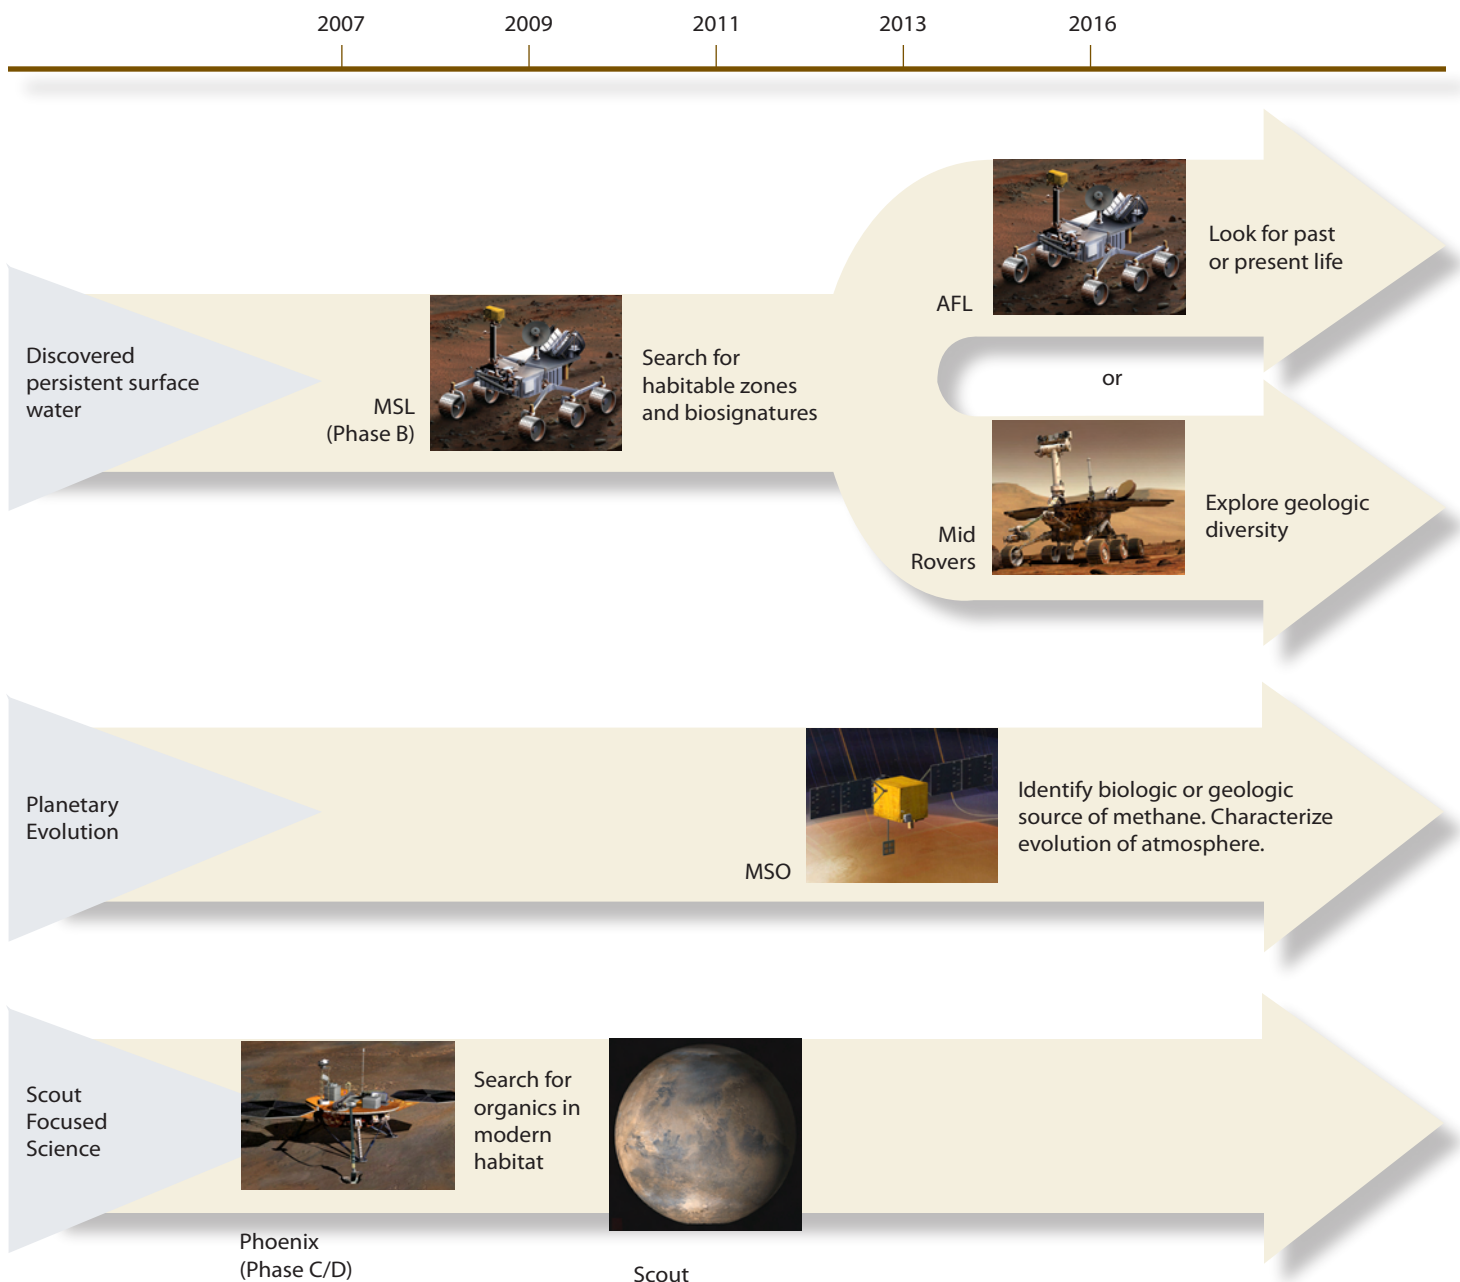 2007 2009 2011 2013 2016
Look for past
or present life
AFL
Discovered
persistent surface
water
MSL
(Phase B)
Search for
habitable zones
and biosignatures
or
Mid
Rovers
Explore geologic
diversity
Planetary
Evolution
MSO
Identify biologic or geologic
source of methane. Characterize
evolution of atmosphere.
Scout
Focused
Science
Search for
organics in
modern
habitat
Phoenix
(Phase C/D)
Scout